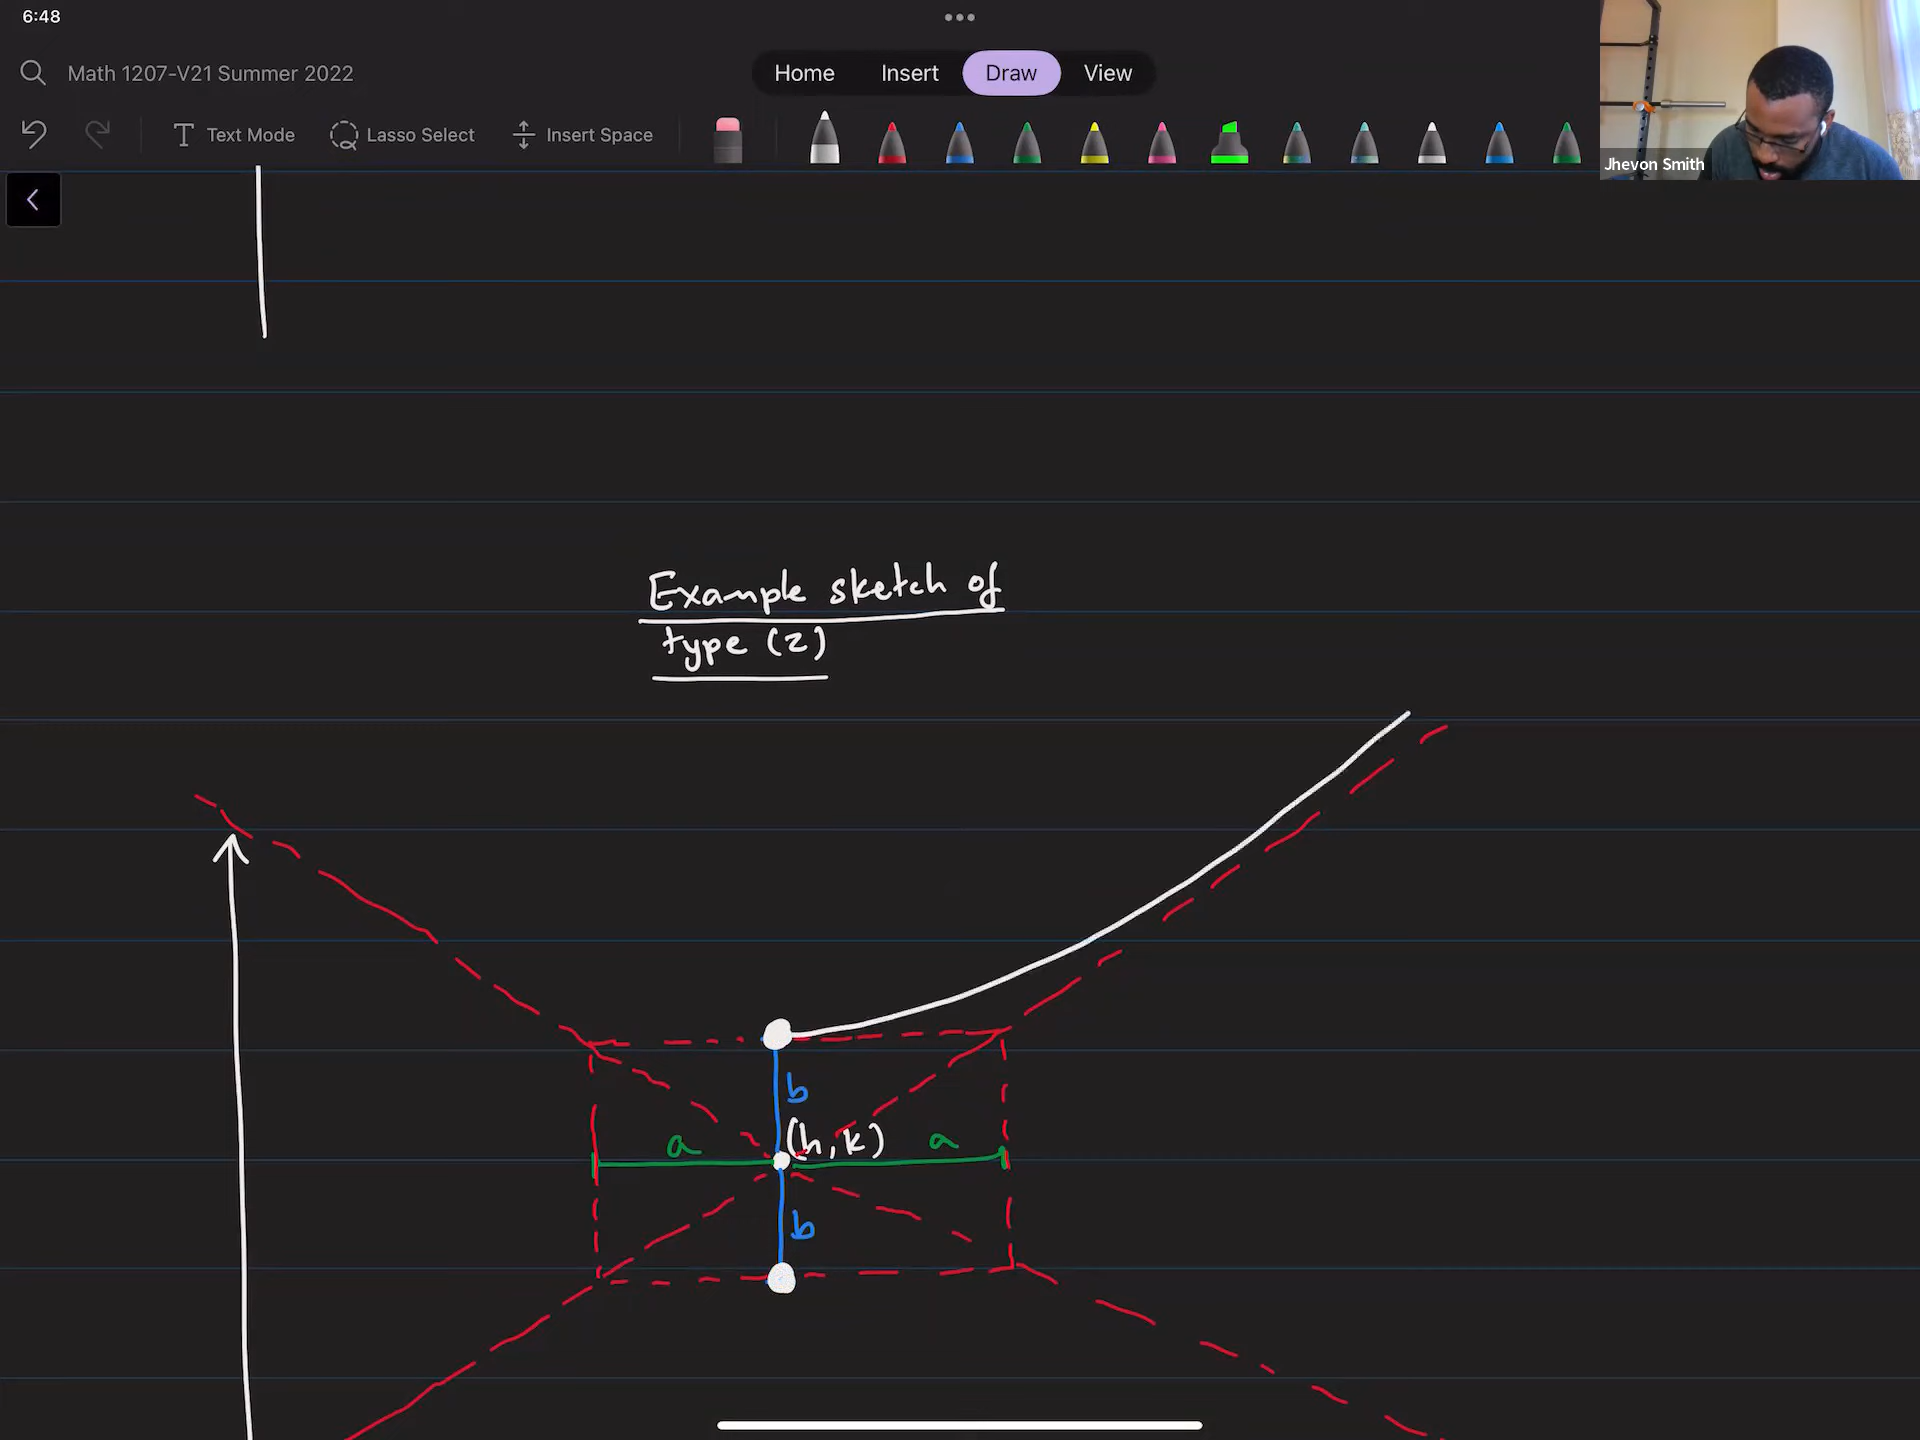 6:48
Math 1207-V21 Summer 2022
Home Insert Draw View
Text Mode Lasso Select Insert Space
Jhevon Smith
Example sketch of
type (2)
b
(h, k)
a a
b